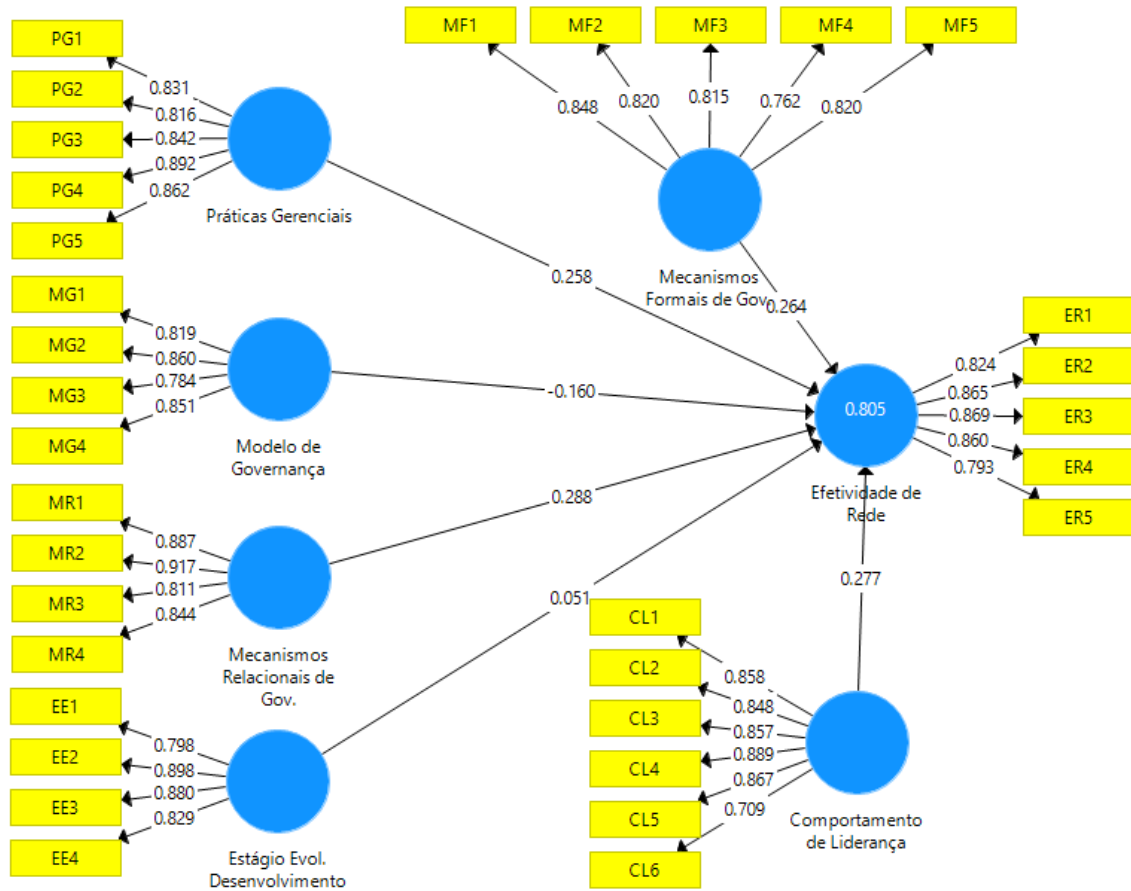 PG1
PG2
PG3
PG4
PG5
0.831
0.816
0.842
0.892
0.862
Práticas Gerenciais
MF1
MF2
MF3
MF4
MF5
0.848
0.820
0.815
0.762
0.820
Mecanismos
Formais de Gov.
0.258
0.264
MG1
MG2
MG3
MG4
0.819
0.860
0.784
0.851
Modelo de
Governança
-0.160
ER1
ER2
ER3
ER4
ER5
0.824
0.865
0.869
0.860
0.793
0.805
Efetividade de
Rede
MR1
MR2
MR3
MR4
0.887
0.917
0.811
0.844
Mecanismos
Relacionais de
Gov.
0.288
0.277
0.051
EE1
EE2
EE3
EE4
0.798
0.898
0.880
0.829
Estágio Evol.
Desenvolvimento
CL1
CL2
CL3
CL4
CL5
CL6
0.858
0.848
0.857
0.889
0.867
0.709
Comportamento
de Liderança